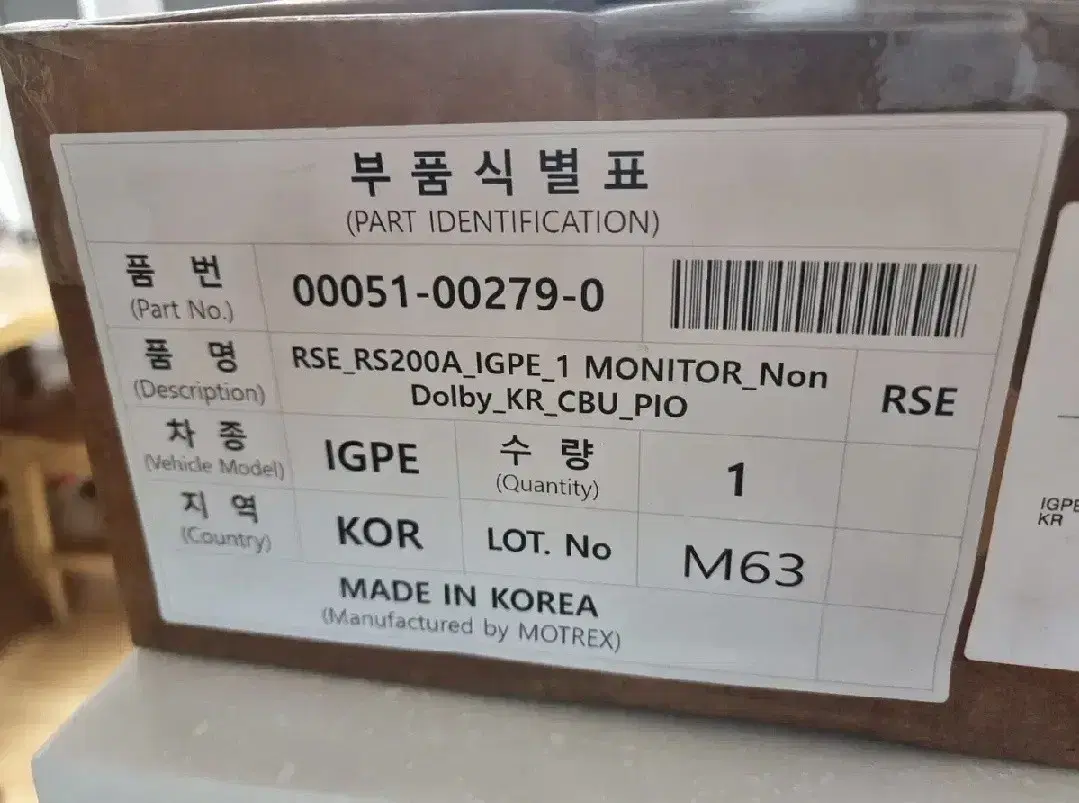 부품식별표
(PART IDENTIFICATION)
품 번
(Part No.)
00051-00279-0
품 명
(Description)
RSE_RS200A_IGPE_1 MONITOR_Non
Dolby_KR_CBU_PIO
RSE
차 종
(Vehicle Model)
IGPE
수 량
(Quantity)
1
지 역
(Country)
KOR
LOT. No
M63
MADE IN KOREA
(Manufactured by MOTREX)
IGPE
KR